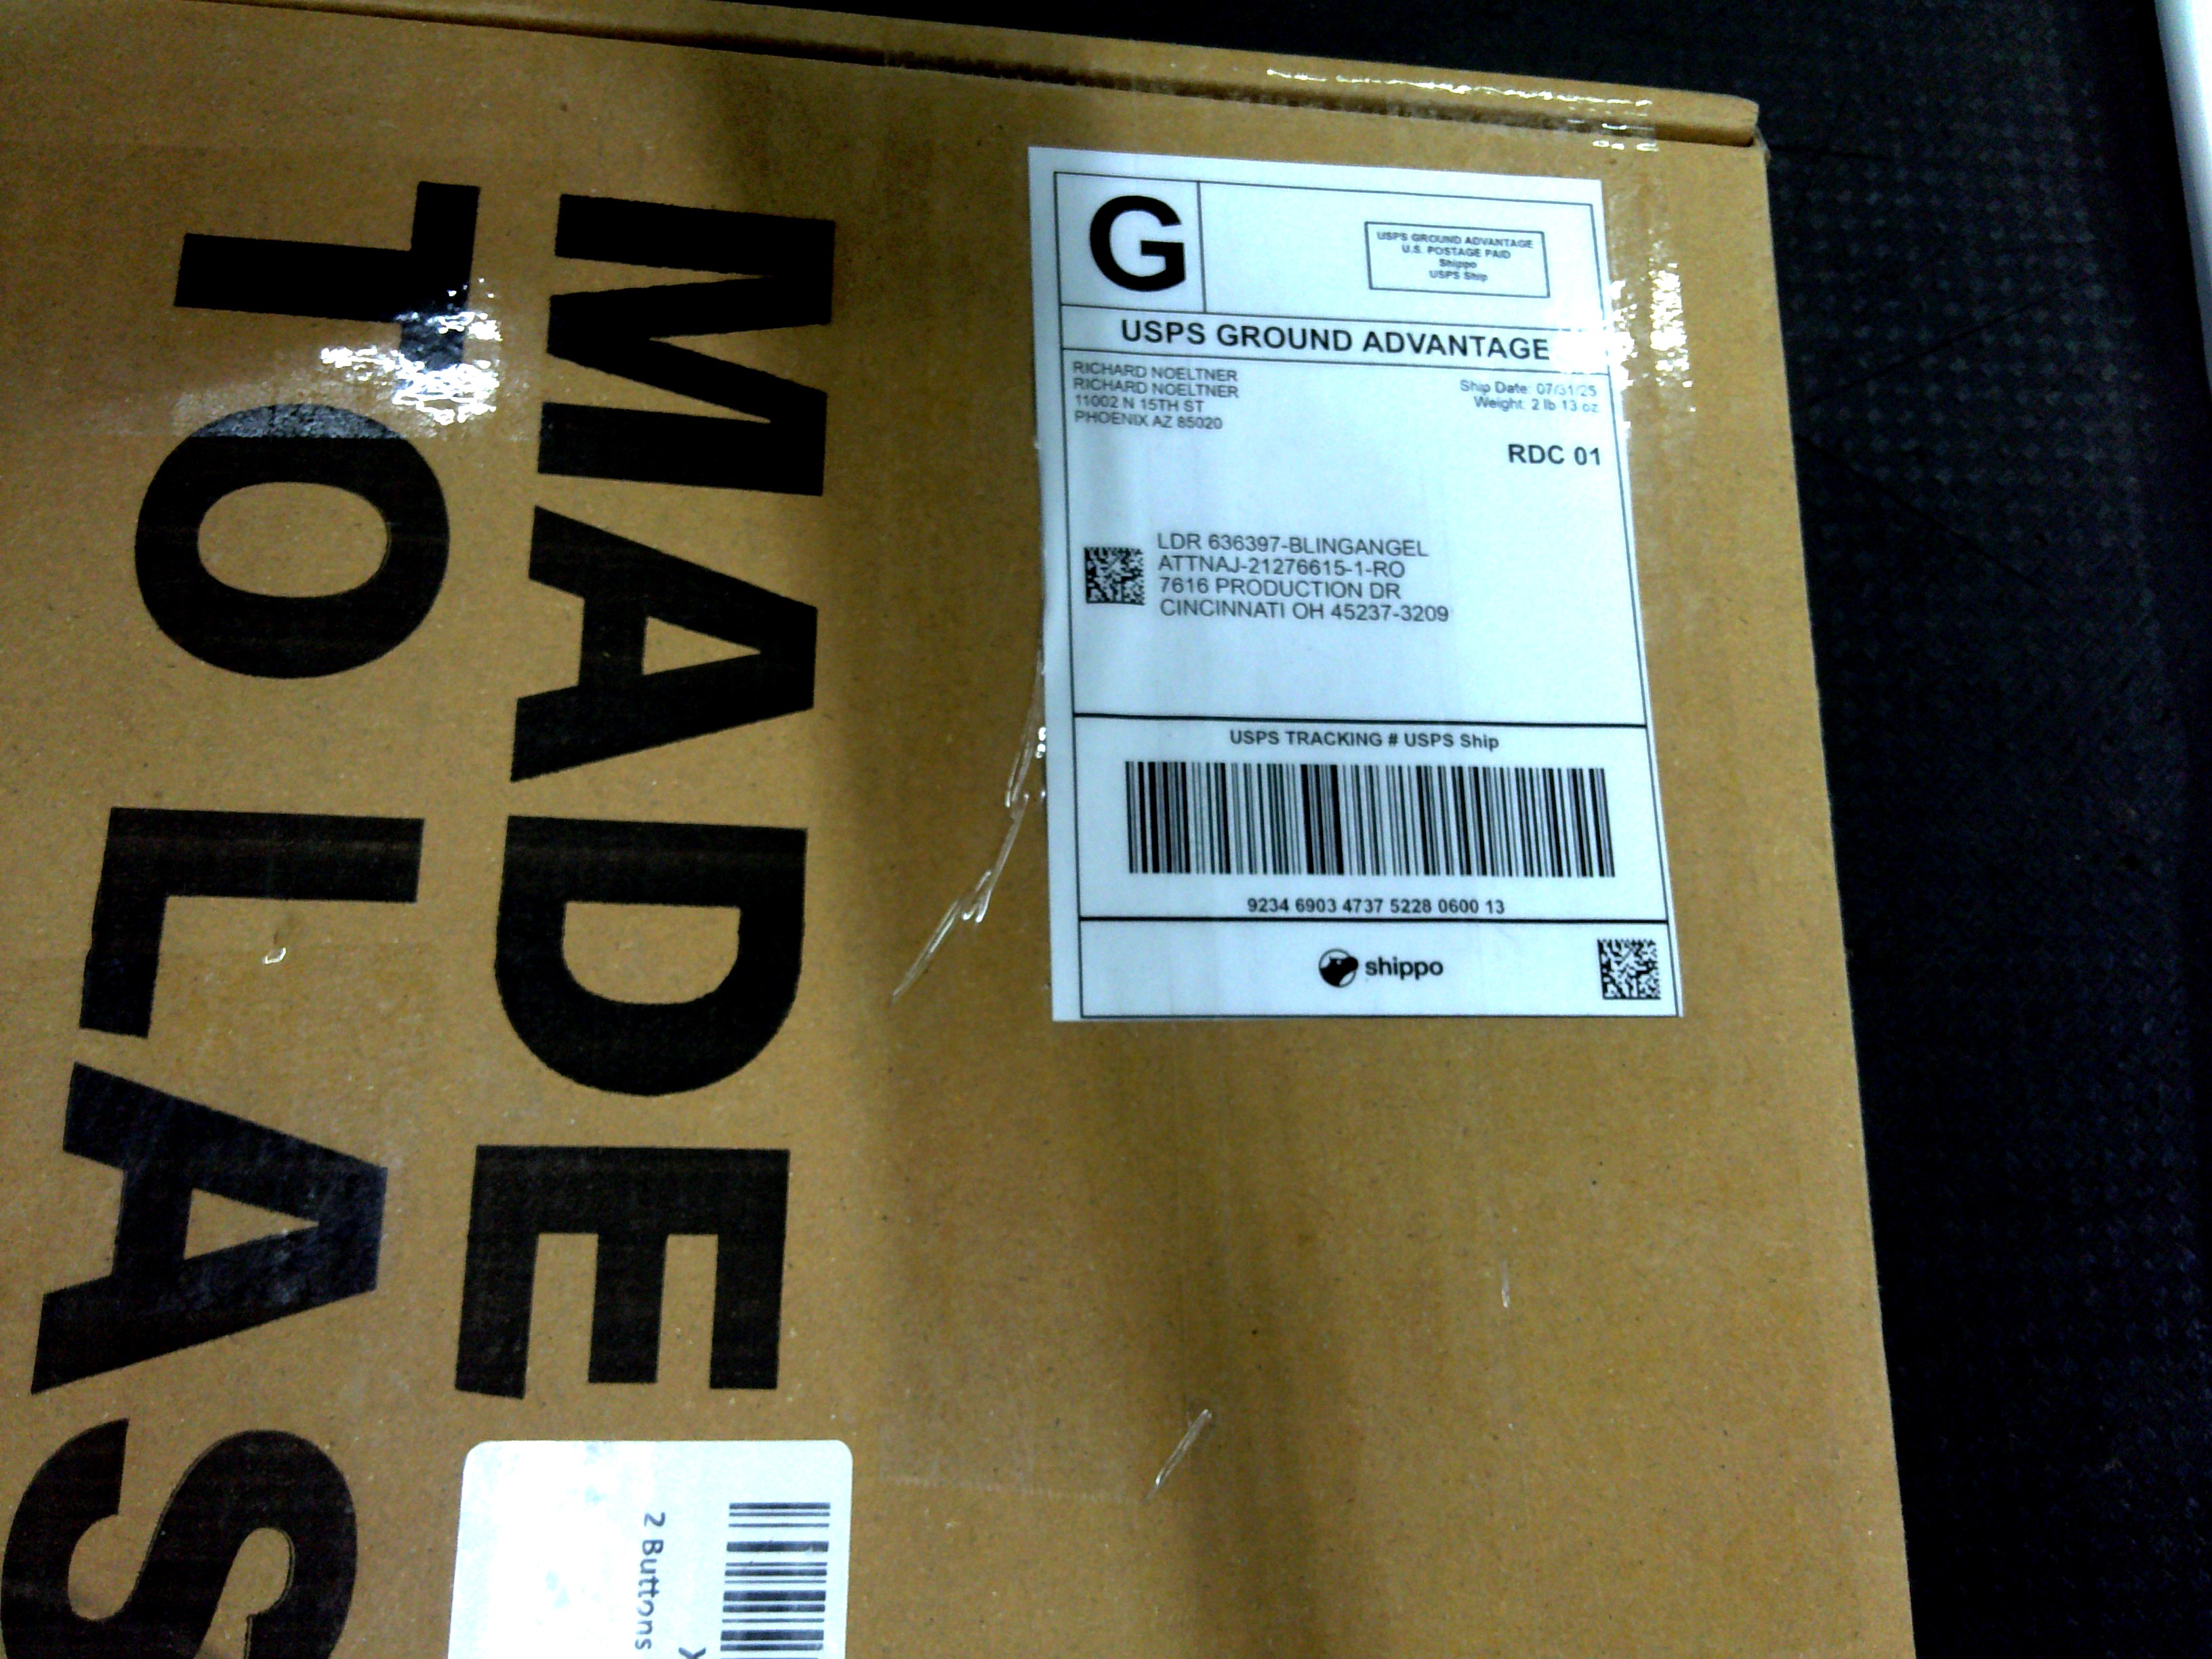 MADE
TO LAS
G
USPS GROUND ADVANTAGE
U.S. POSTAGE PAID
Shippo
USPS Ship
USPS GROUND ADVANTAGE
RICHARD NOELTNER
RICHARD NOELTNER
11002 N 15TH ST
PHOENIX AZ 85020
Ship Date: 07/31/25
Weight: 2 lb 13 oz
RDC 01
LDR 636397-BLINGANGEL
ATTNAJ-21276615-1-RO
7616 PRODUCTION DR
CINCINNATI OH 45237-3209
USPS TRACKING # USPS Ship
9234 6903 4737 5228 0600 13
shippo
2 Buttons